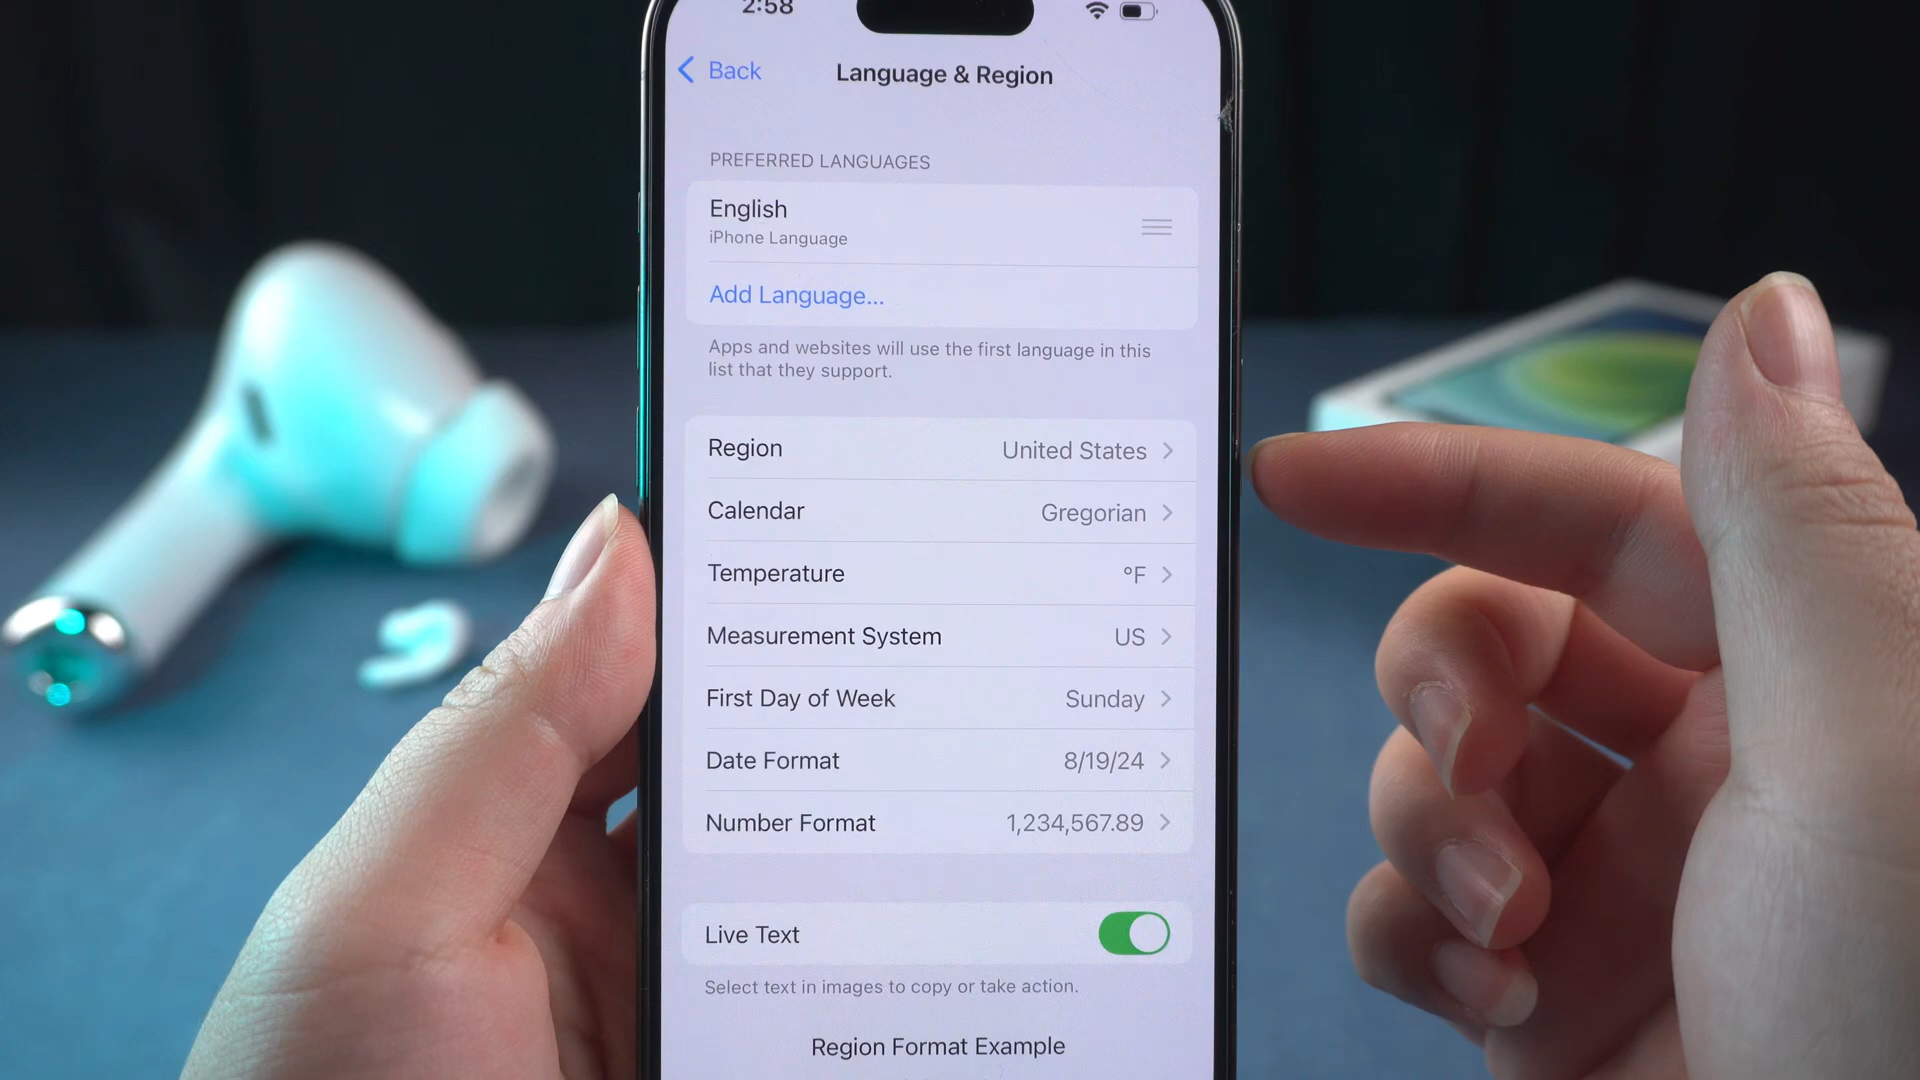 2:58
Back
Language & Region
PREFERRED LANGUAGES
English
iPhone Language
Add Language...
Apps and websites will use the first language in this
list that they support.
Region United States
Calendar Gregorian
Temperature °F
Measurement System US
First Day of Week Sunday
Date Format 8/19/24
Number Format 1,234,567.89
Live Text
Select text in images to copy or take action.
Region Format Example